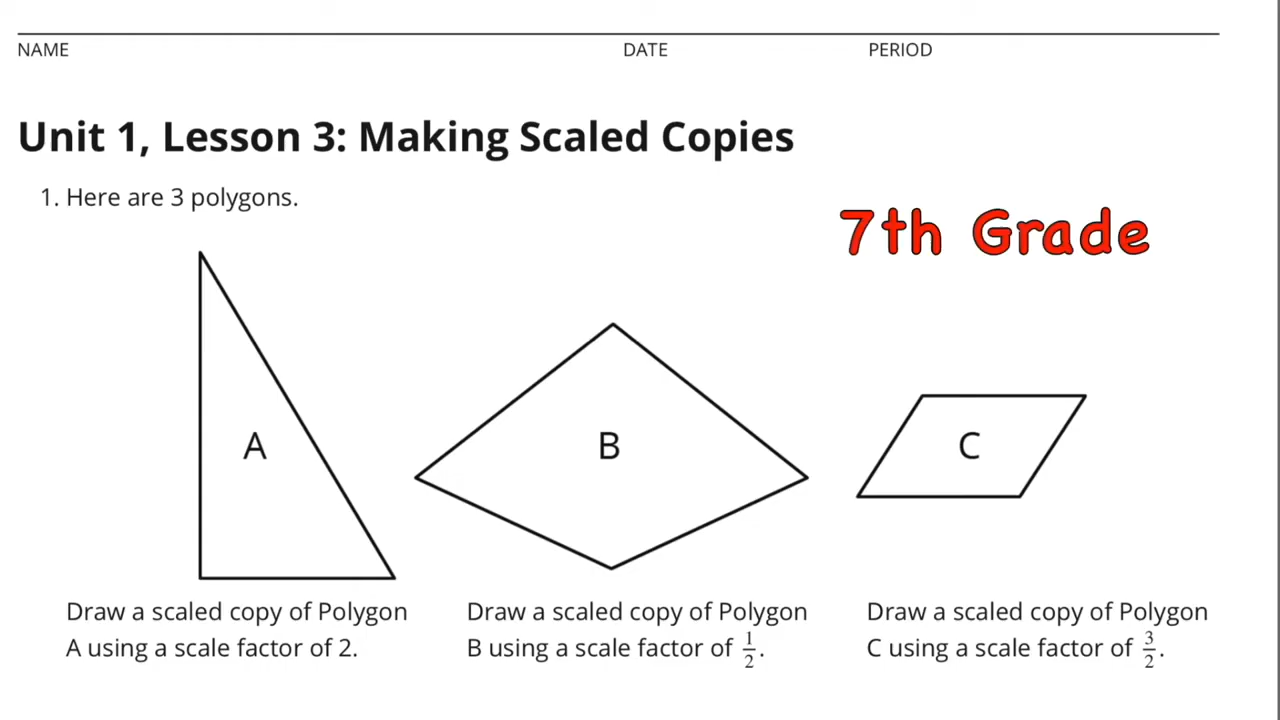 NAME DATE PERIOD
Unit 1, Lesson 3: Making Scaled Copies
1. Here are 3 polygons.
7th Grade
A
B
C
Draw a scaled copy of Polygon
A using a scale factor of 2.
Draw a scaled copy of Polygon
B using a scale factor of 1/2.
Draw a scaled copy of Polygon
C using a scale factor of 3/2.